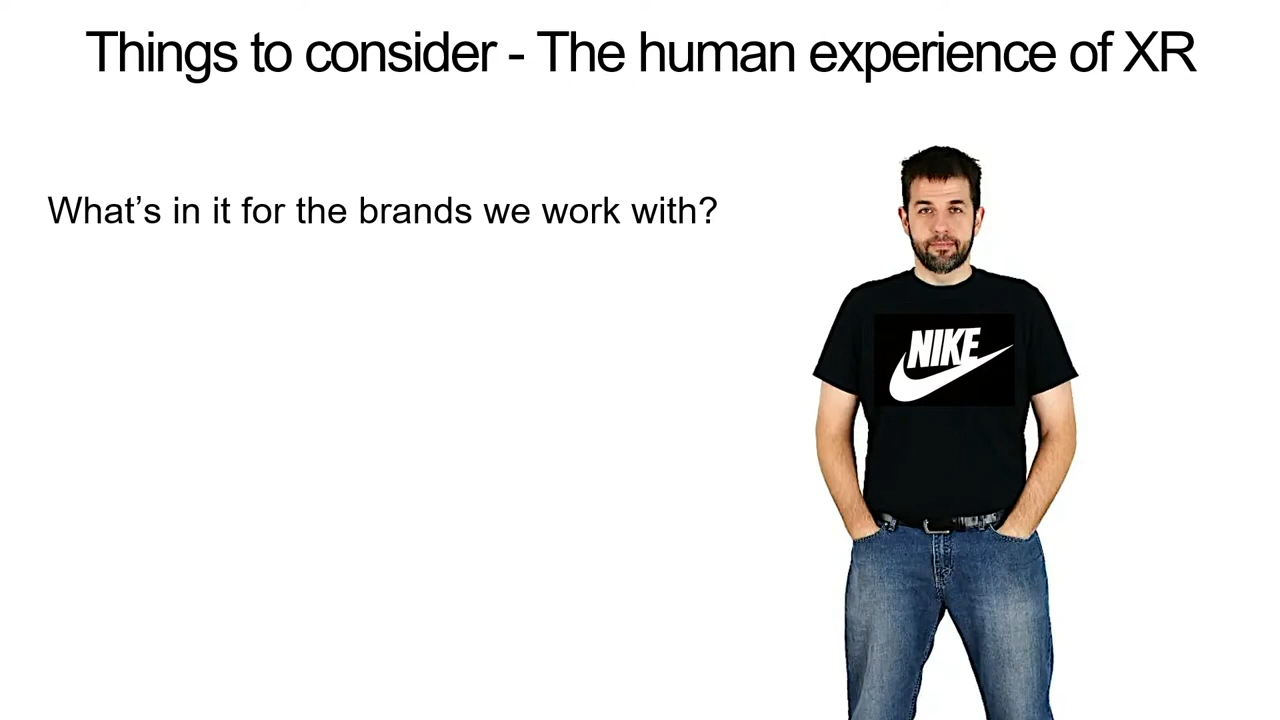 Things to consider - The human experience of XR
What’s in it for the brands we work with?
NIKE